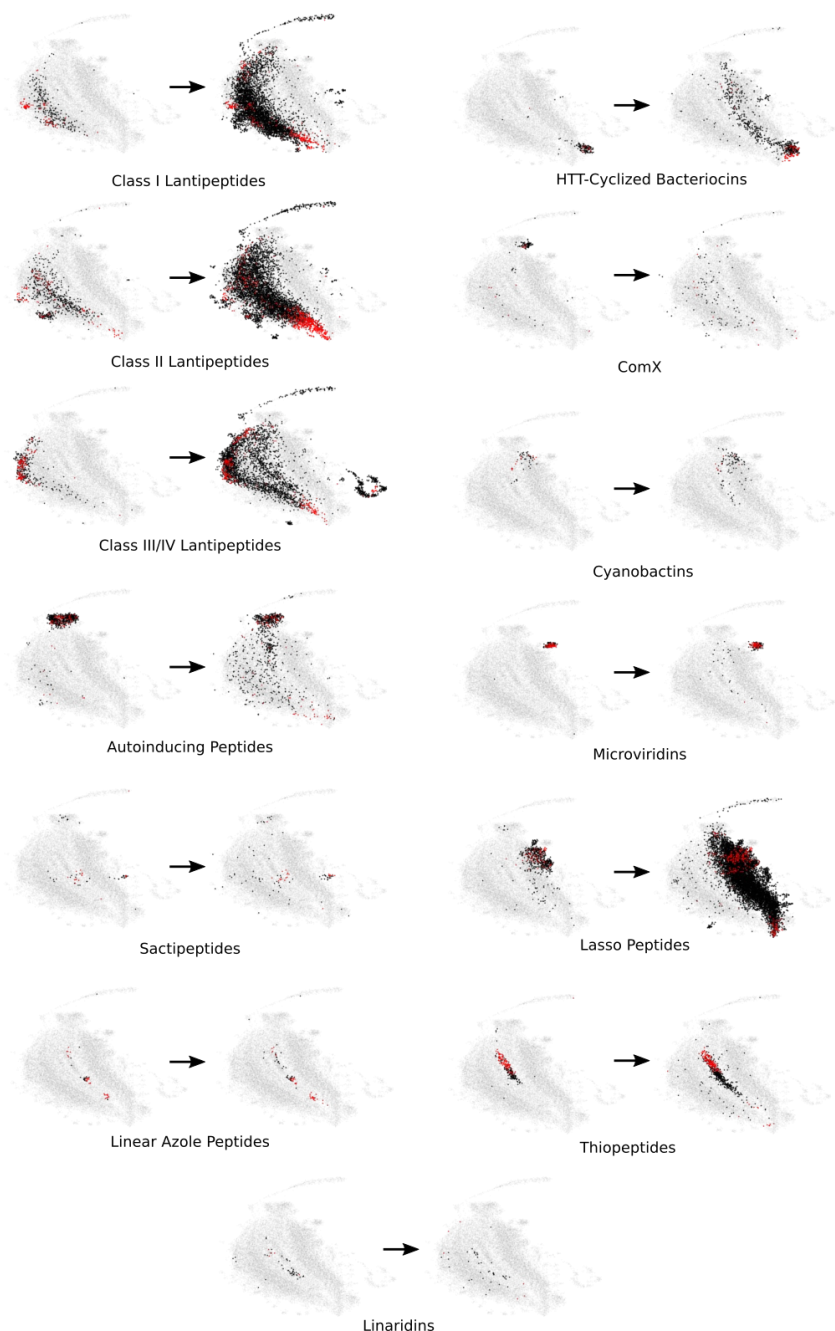 Class I Lantipeptides
HTT-Cyclized Bacteriocins
Class II Lantipeptides
ComX
Class III/IV Lantipeptides
Cyanobactins
Autoinducing Peptides
Microviridins
Sactipeptides
Lasso Peptides
Linear Azole Peptides
Thiopeptides
Linaridins